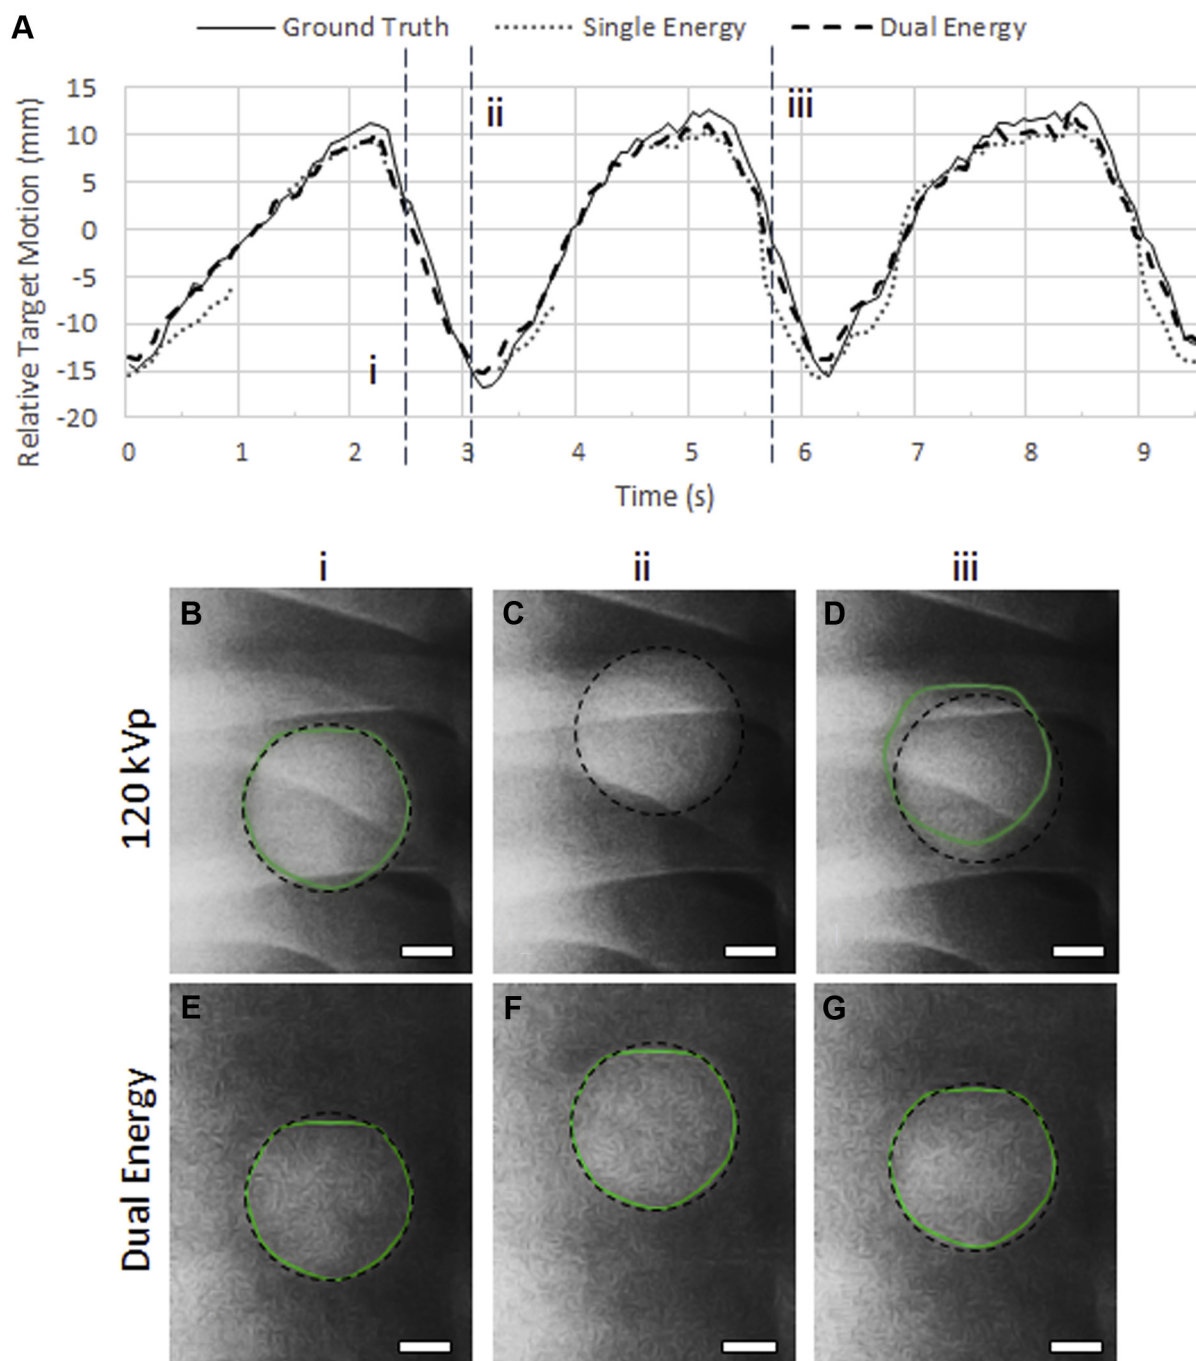 A
Ground Truth Single Energy Dual Energy
Relative Target Motion (mm)
15
10
5
0
-5
-10
-15
-20
i
ii
iii
0 1 2 3 4 5 6 7 8 9
Time (s)
i ii iii
120 kVp
B C D
Dual Energy
E F G